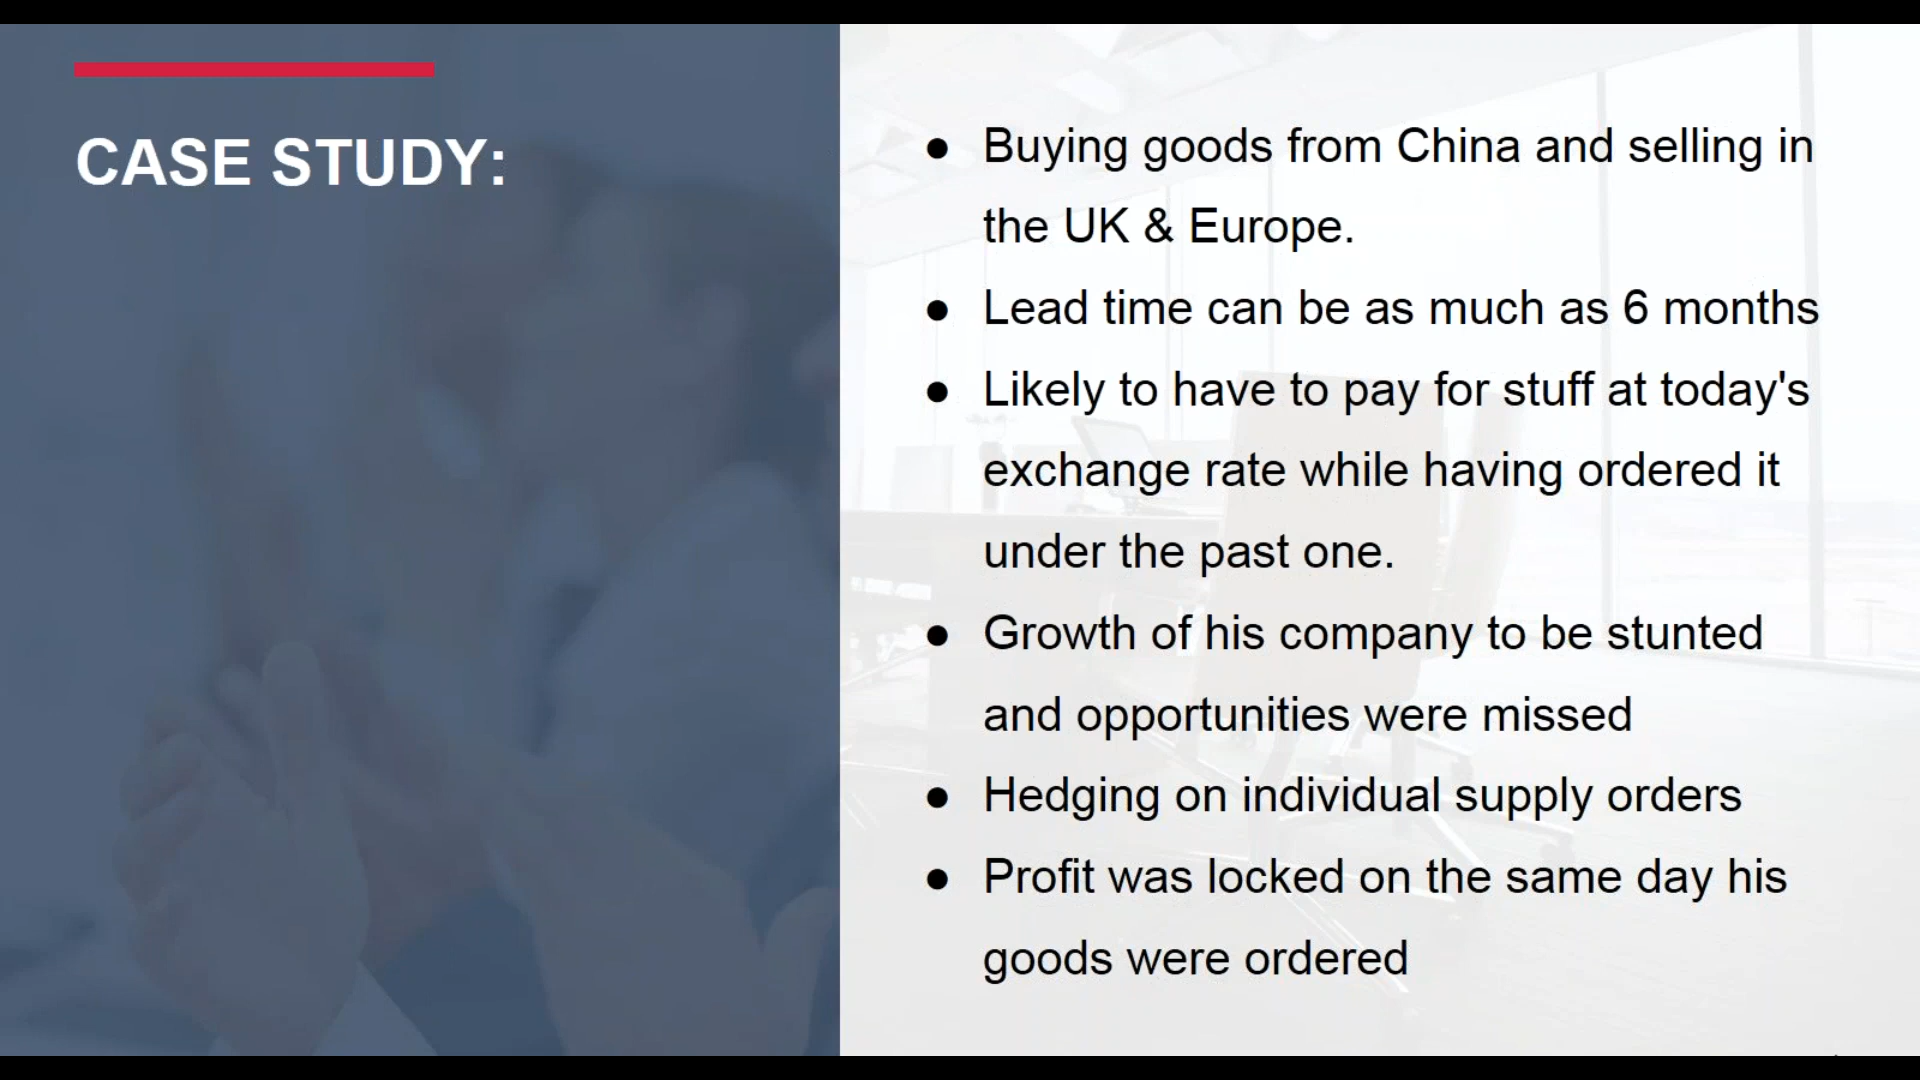 CASE STUDY:
● Buying goods from China and selling in
the UK & Europe.
● Lead time can be as much as 6 months
● Likely to have to pay for stuff at today's
exchange rate while having ordered it
under the past one.
● Growth of his company to be stunted
and opportunities were missed
● Hedging on individual supply orders
● Profit was locked on the same day his
goods were ordered